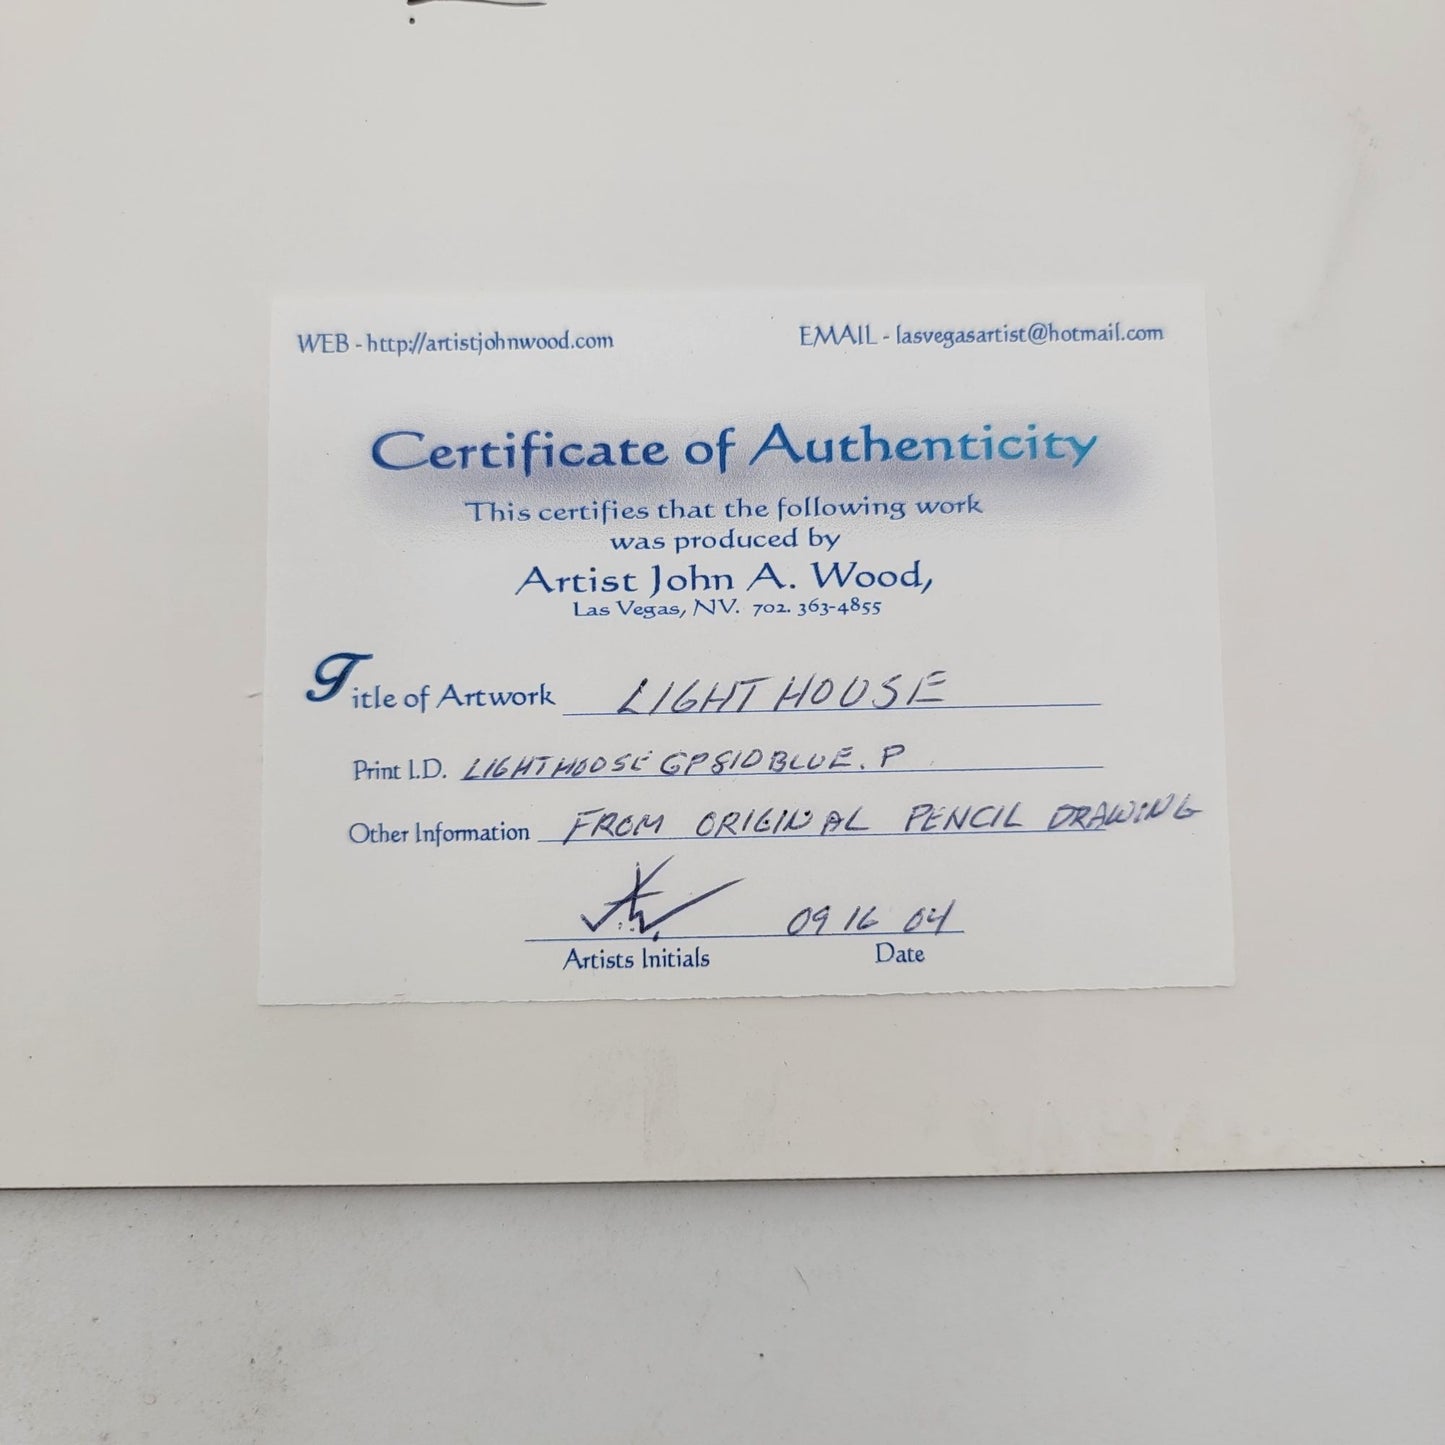 WEB - http://artistjohnwood.com EMAIL - lasvegasartist@hotmail.com
Certificate of Authenticity
This certifies that the following work
was produced by
Artist John A. Wood,
Las Vegas, NV. 702. 363-4855
Title of Artwork LIGHTHOUSE
Print I.D. LIGHTHOUSE GP810BLUE.P
Other Information FROM ORIGINAL PENCIL DRAWING
09 16 04
Artists Initials Date